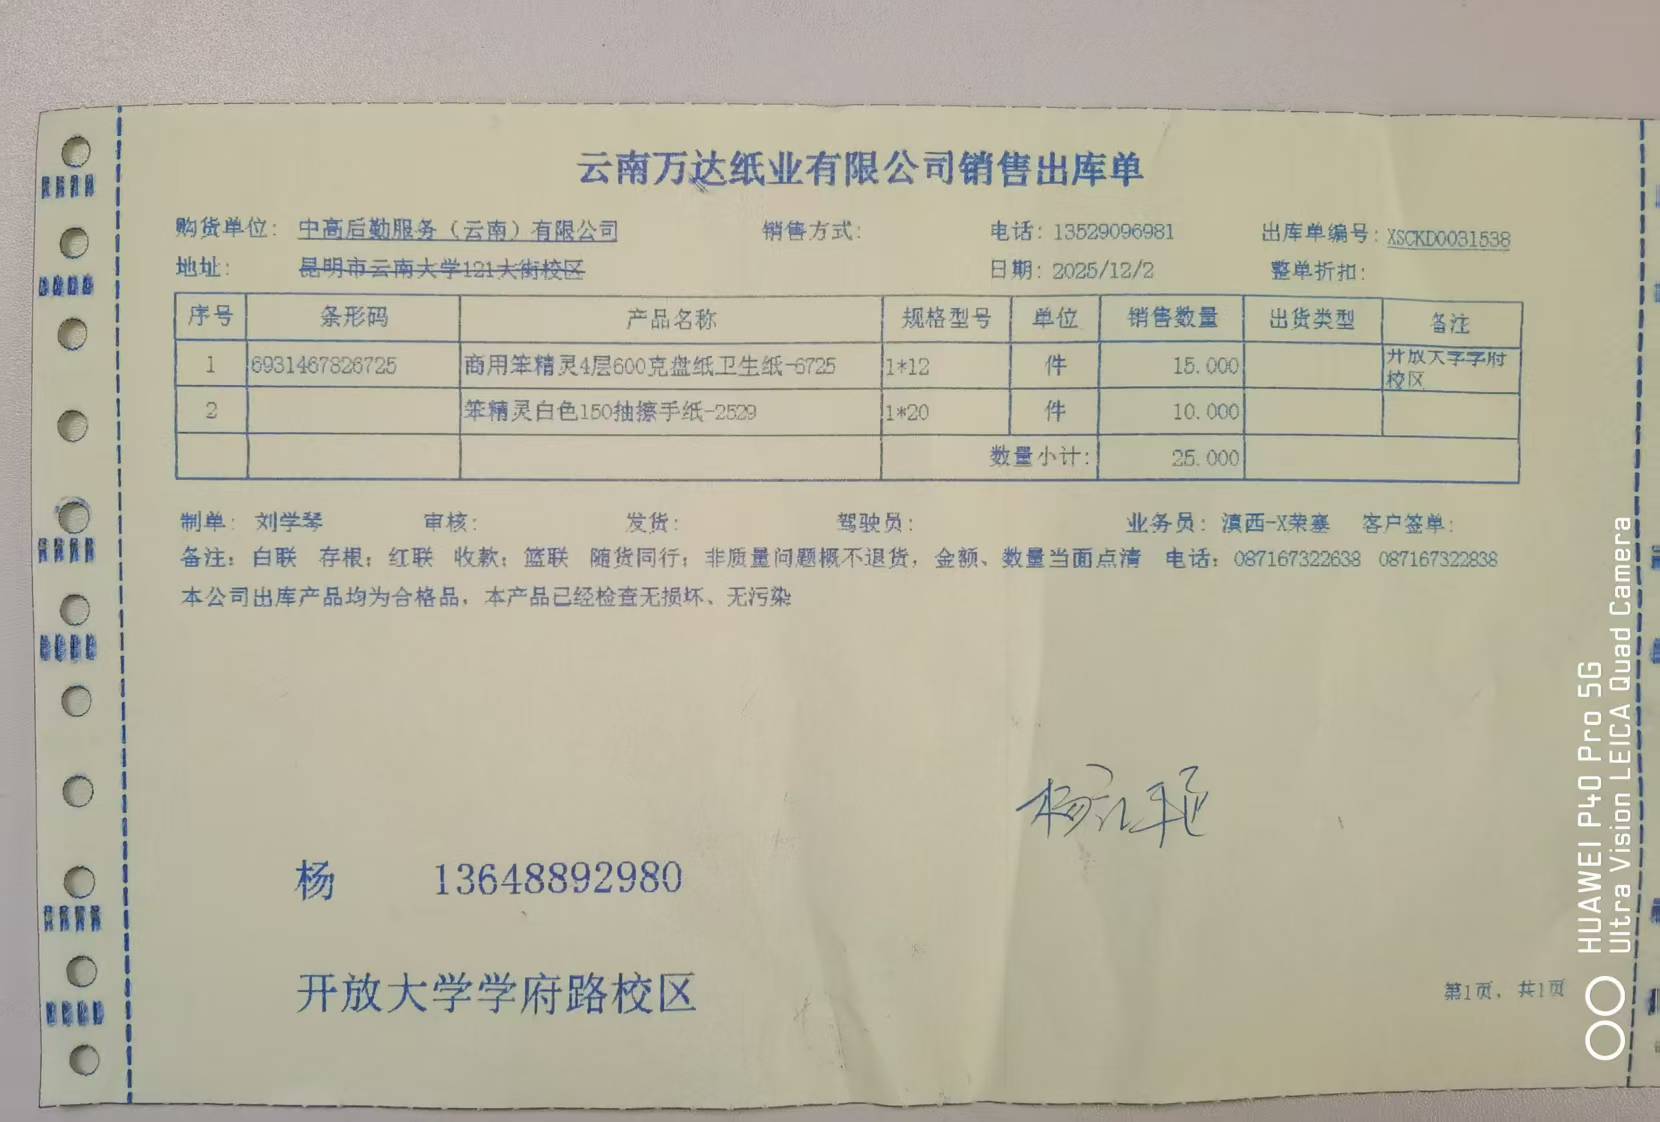 云南万达纸业有限公司销售出库单
购货单位: 中高后勤服务（云南）有限公司 销售方式: 电话: 13529096981 出库单编号: XSCKD0031538
地址: 昆明市云南大学121大街校区 日期: 2025/12/2 整单折扣:
序号 条形码 产品名称 规格型号 单位 销售数量 出货类型 备注
1 6931467826725 商用笨精灵4层600克盘纸卫生纸-6725 1*12 件 15.000 开放大学学府校区
2 笨精灵白色150抽擦手纸-2529 1*20 件 10.000
数量小计: 25.000
制单: 刘学琴 审核: 发货: 驾驶员: 业务员: 滇西-X荣塞 客户签单:
备注: 白联 存根; 红联 收款; 篮联 随货同行; 非质量问题概不退货, 金额、数量当面点清 电话: 087167322638 087167322838
本公司出库产品均为合格品, 本产品已经检查无损坏、无污染
杨 13648892980
开放大学学府路校区
第1页, 共1页
HUAWEI P40 Pro 5G
Ultra Vision LEICA Quad Camera